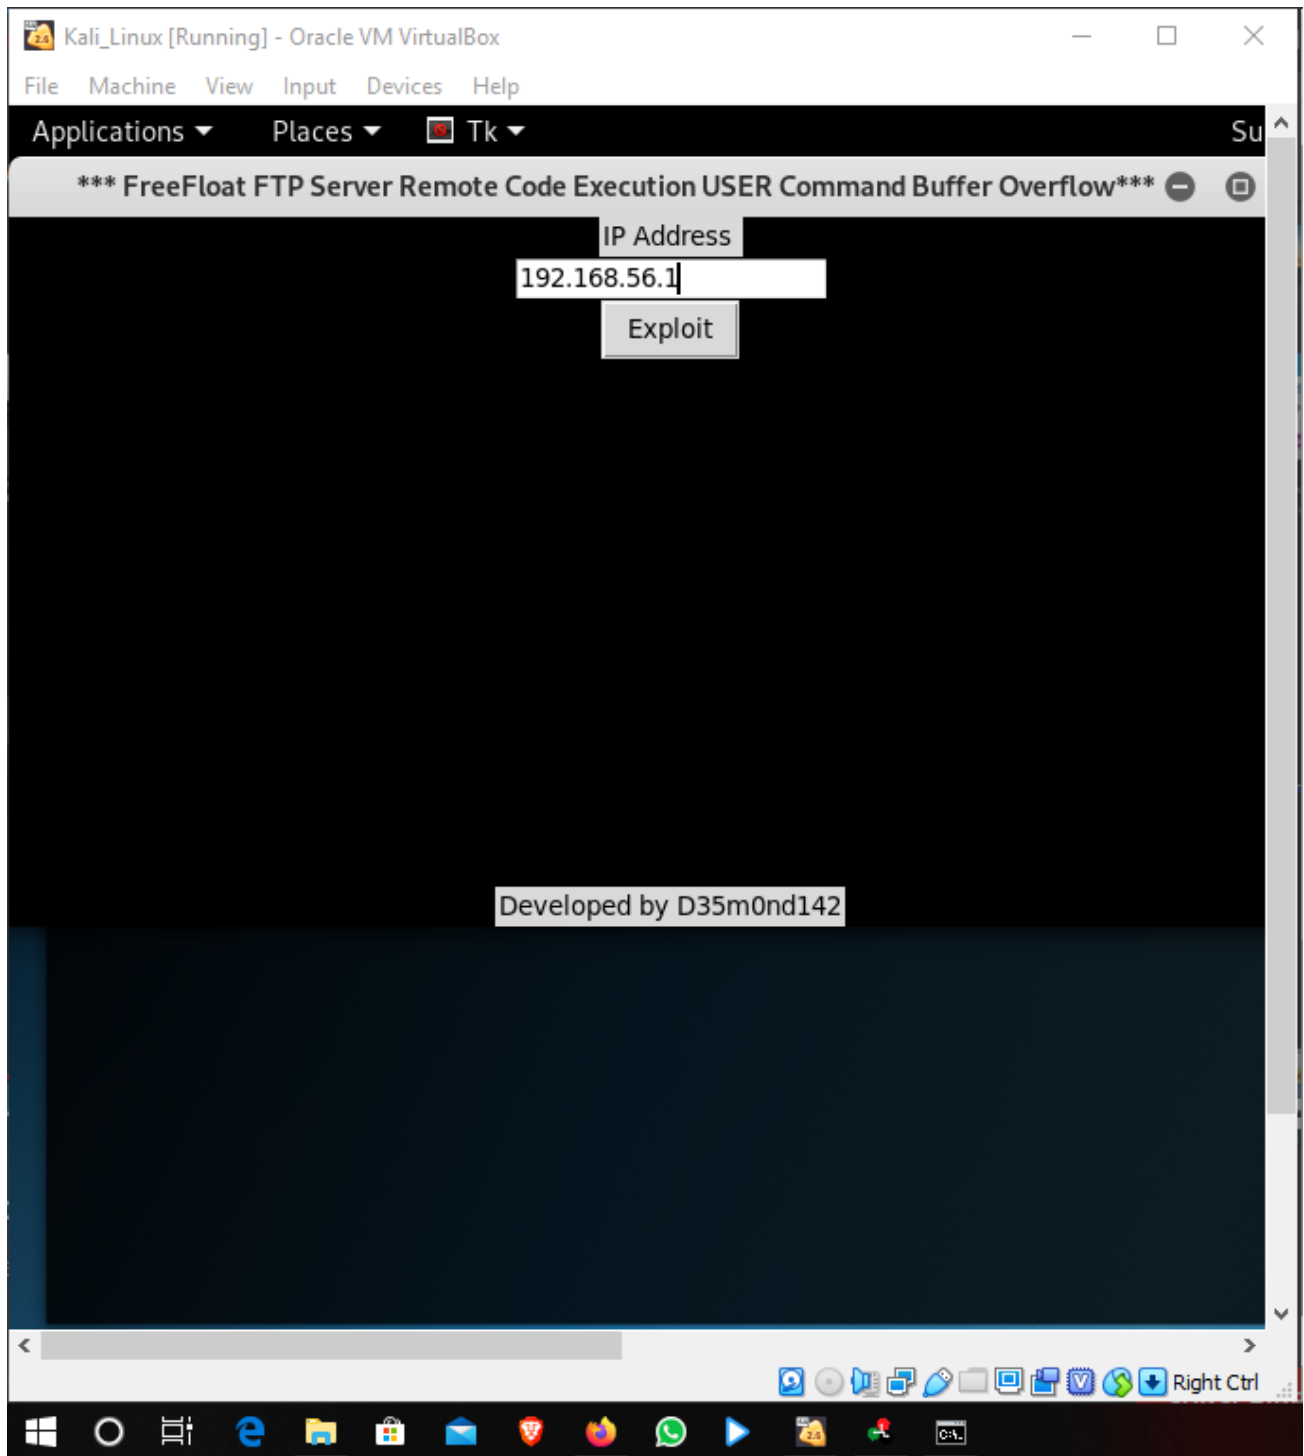 Kali_Linux [Running] - Oracle VM VirtualBox
File Machine View Input Devices Help
Applications Places Tk Su
*** FreeFloat FTP Server Remote Code Execution USER Command Buffer Overflow***
IP Address
192.168.56.1
Exploit
Developed by D35m0nd142
Right Ctrl